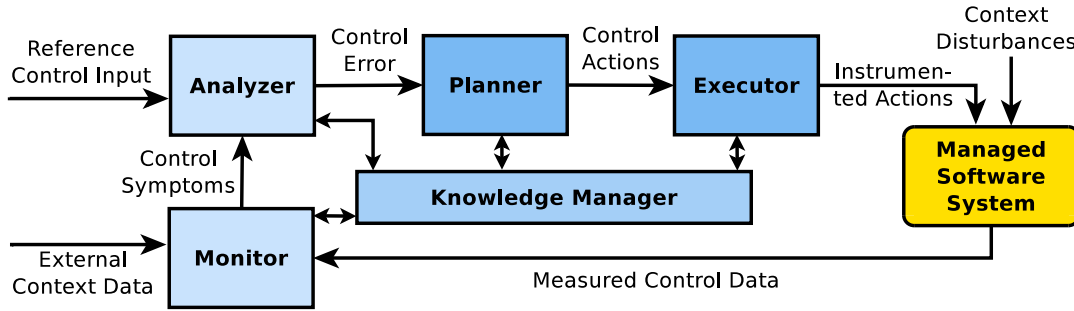 Reference
Control Input
Analyzer
Control
Error
Planner
Control
Actions
Executor
Instrumen-
ted Actions
Context
Disturbances
Managed
Software
System
Control
Symptoms
Knowledge Manager
External
Context Data
Monitor
Measured Control Data